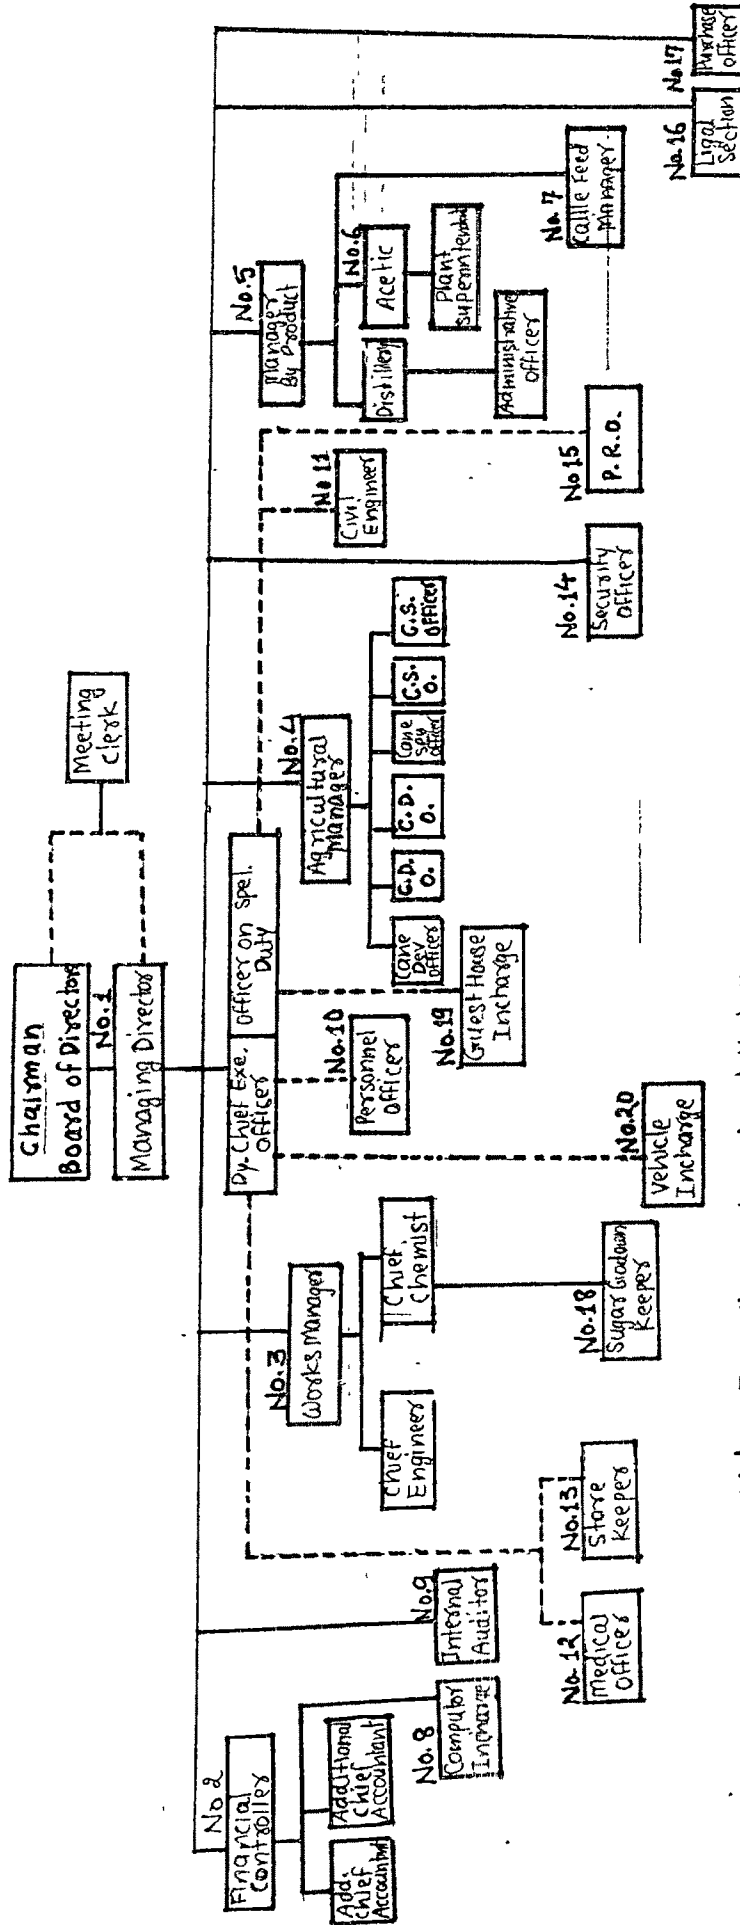 Chairman
Board of Directors
No.1
Managing Director
Meeting
Clerk
Dy. Chief Exe.
Officer
Officer on Spel.
Duty
No 2
Financial
Controller
Add.
Chief
Accountant
Additional
Chief
Accountant
No. 8
Computor
Incharge
No.9
Internal
Auditor
No.3
Works Manager
Chief
Engineer
Chief
Chemist
No.18
Sugar Godown
Keeper
No.12
Medical
Officer
No.13
Store
Keeper
No.20
Vehicle
Incharge
No.10
Personnel
Officer
No.19
Guest House
Incharge
No.4
Agricultural
Manager
Cane
Dev
Officer
C.D.
O.
C.D.
O.
Cane
Officer
C.S.
O.
C.S.
Officer
No 11
Civil
Engineer
No.14
Security
Officer
No 15
P.R.O.
No.5
Manager
By Product
Distillery
Administrative
Officer
No.6
Acetic
Plant
Superintendent
No.7
Cattle Feed
Manager.
No.16
Ligal
Section
No.17
Purchase
Officer